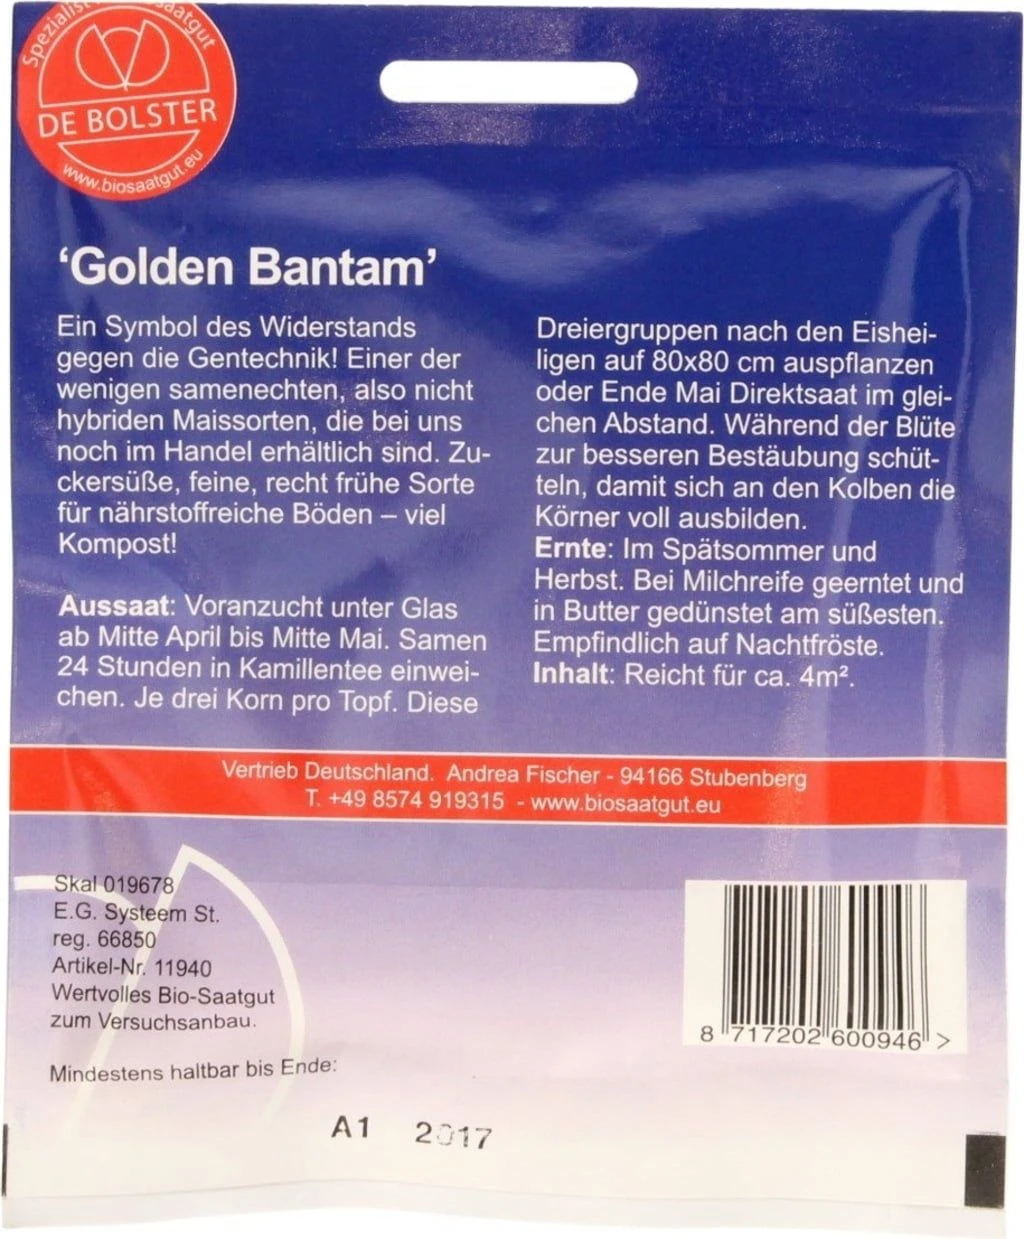 Spezialist
saatgut
DE BOLSTER
www.biosaatgut.eu
‘Golden Bantam’
Ein Symbol des Widerstands
gegen die Gentechnik! Einer der
wenigen samenechten, also nicht
hybriden Maissorten, die bei uns
noch im Handel erhältlich sind. Zu-
ckersüße, feine, recht frühe Sorte
für nährstoffreiche Böden – viel
Kompost!
Aussaat: Voranzucht unter Glas
ab Mitte April bis Mitte Mai. Samen
24 Stunden in Kamillentee einwei-
chen. Je drei Korn pro Topf. Diese
Dreiergruppen nach den Eishei-
ligen auf 80x80 cm auspflanzen
oder Ende Mai Direktsaat im glei-
chen Abstand. Während der Blüte
zur besseren Bestäubung schüt-
teln, damit sich an den Kolben die
Körner voll ausbilden.
Ernte: Im Spätsommer und
Herbst. Bei Milchreife geerntet und
in Butter gedünstet am süßesten.
Empfindlich auf Nachtfröste.
Inhalt: Reicht für ca. 4m².
Vertrieb Deutschland. Andrea Fischer - 94166 Stubenberg
T. +49 8574 919315 - www.biosaatgut.eu
Skal 019678
E.G. Systeem St.
reg. 66850
Artikel-Nr. 11940
Wertvolles Bio-Saatgut
zum Versuchsanbau.
Mindestens haltbar bis Ende:
A1 2017
8 717202 600946 >